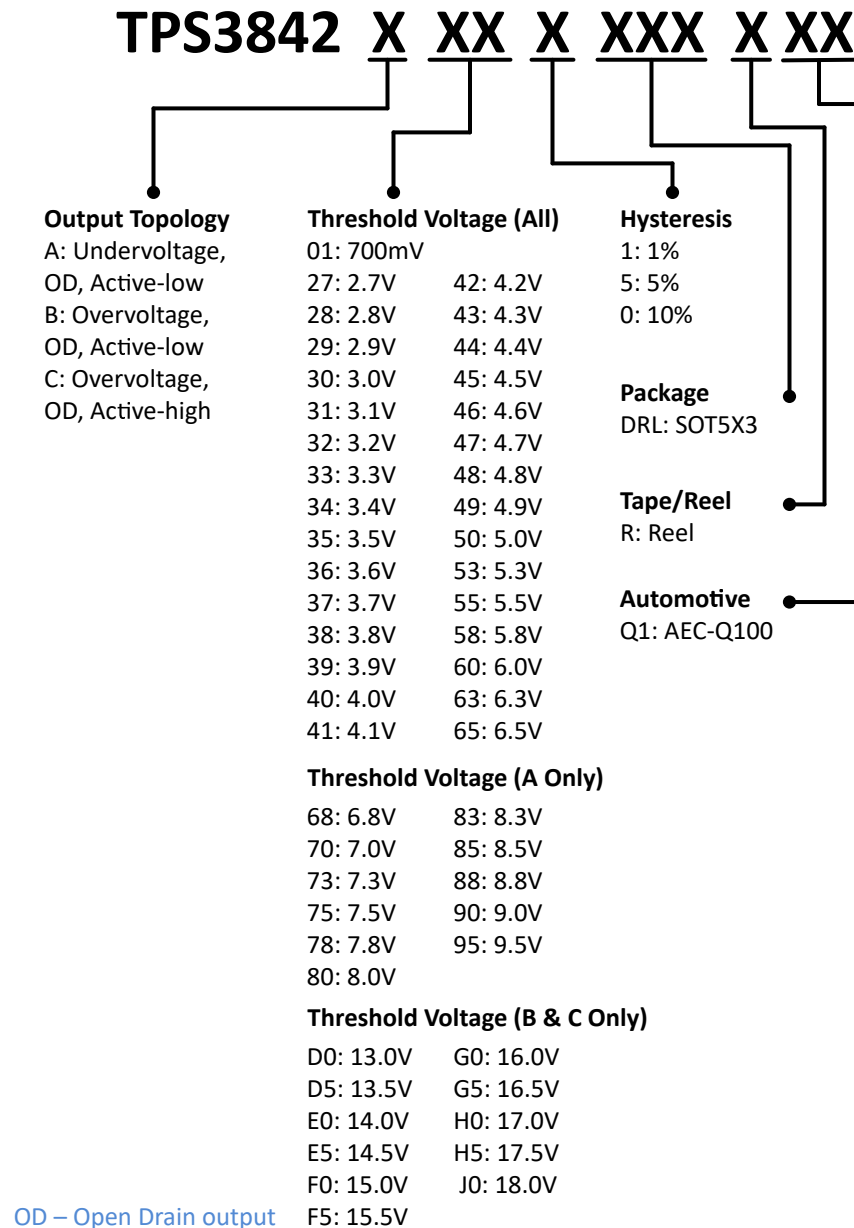 TPS3842 X XX X XXX X XX
Output Topology
A: Undervoltage,
OD, Active-low
B: Overvoltage,
OD, Active-low
C: Overvoltage,
OD, Active-high
Threshold Voltage (All)
01: 700mV
27: 2.7V 42: 4.2V
28: 2.8V 43: 4.3V
29: 2.9V 44: 4.4V
30: 3.0V 45: 4.5V
31: 3.1V 46: 4.6V
32: 3.2V 47: 4.7V
33: 3.3V 48: 4.8V
34: 3.4V 49: 4.9V
35: 3.5V 50: 5.0V
36: 3.6V 53: 5.3V
37: 3.7V 55: 5.5V
38: 3.8V 58: 5.8V
39: 3.9V 60: 6.0V
40: 4.0V 63: 6.3V
41: 4.1V 65: 6.5V
Threshold Voltage (A Only)
68: 6.8V 83: 8.3V
70: 7.0V 85: 8.5V
73: 7.3V 88: 8.8V
75: 7.5V 90: 9.0V
78: 7.8V 95: 9.5V
80: 8.0V
Threshold Voltage (B & C Only)
D0: 13.0V G0: 16.0V
D5: 13.5V G5: 16.5V
E0: 14.0V H0: 17.0V
E5: 14.5V H5: 17.5V
F0: 15.0V J0: 18.0V
F5: 15.5V
Hysteresis
1: 1%
5: 5%
0: 10%
Package
DRL: SOT5X3
Tape/Reel
R: Reel
Automotive
Q1: AEC-Q100
OD – Open Drain output